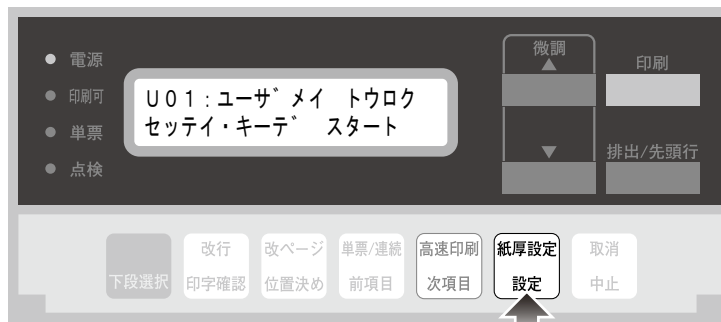 電源
印刷可
単票
点検
U01:ユーザメイ トウロク
セッテイ・キーデ スタート
微調
▲
▼
印刷
排出/先頭行
下段選択
改行
印字確認
改ページ
位置決め
単票/連続
前項目
高速印刷
次項目
紙厚設定
設定
取消
中止